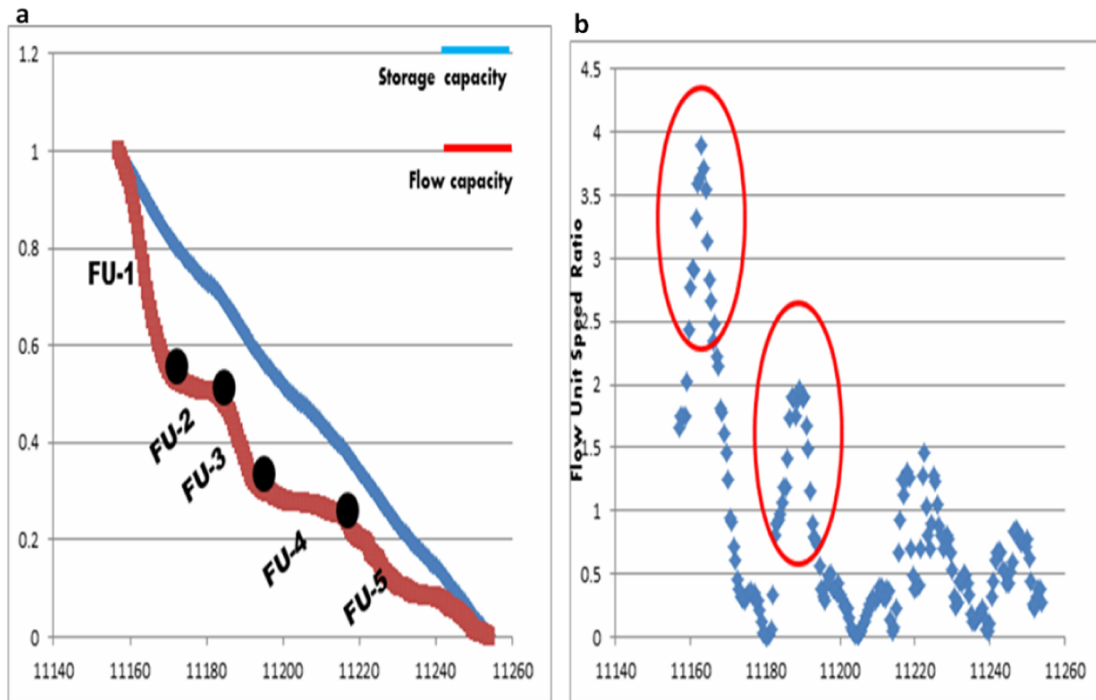 a
1.2
1
0.8
0.6
0.4
0.2
0
11140 11160 11180 11200 11220 11240 11260
Storage capacity
Flow capacity
FU-1
FU-2
FU-3
FU-4
FU-5
b
Flow Unit Speed Ratio
4.5
4
3.5
3
2.5
2
1.5
1
0.5
0
11140 11160 11180 11200 11220 11240 11260